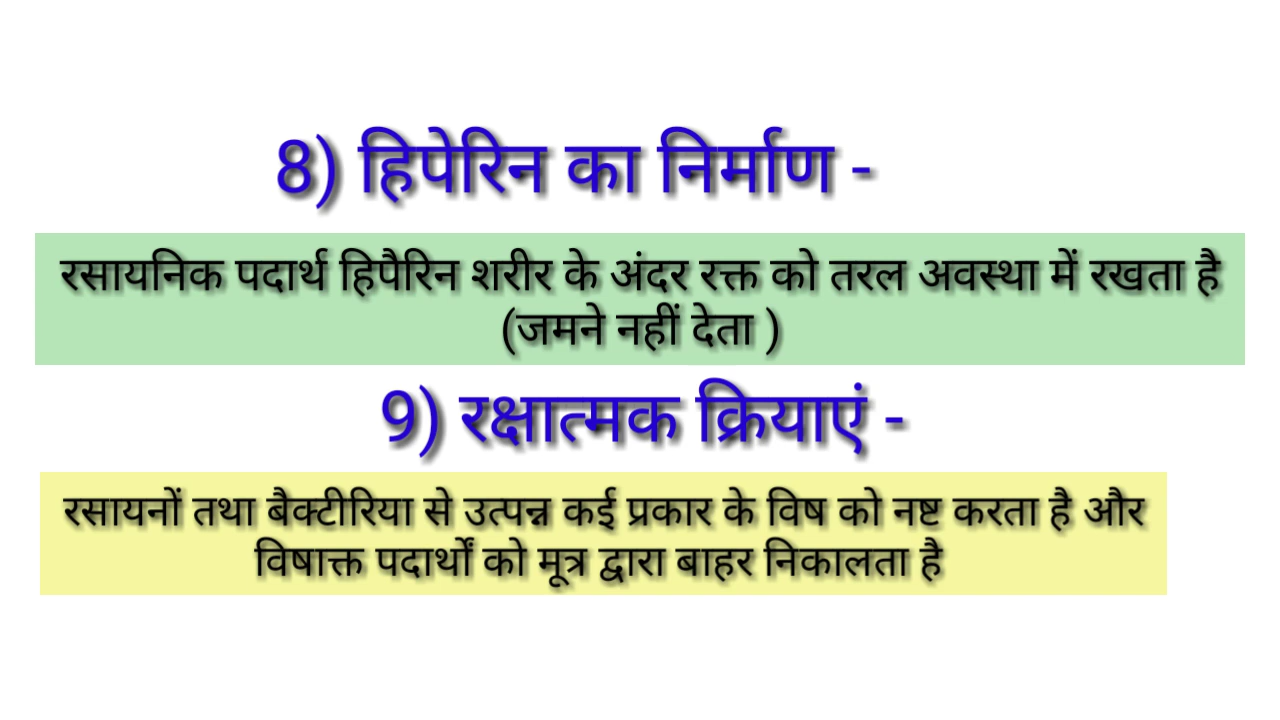 8) हिपेरिन का निर्माण -
रसायनिक पदार्थ हिपैरिन शरीर के अंदर रक्त को तरल अवस्था में रखता है
(जमने नहीं देता )
9) रक्षात्मक क्रियाएं -
रसायनों तथा बैक्टीरिया से उत्पन्न कई प्रकार के विष को नष्ट करता है और
विषाक्त पदार्थों को मूत्र द्वारा बाहर निकालता है